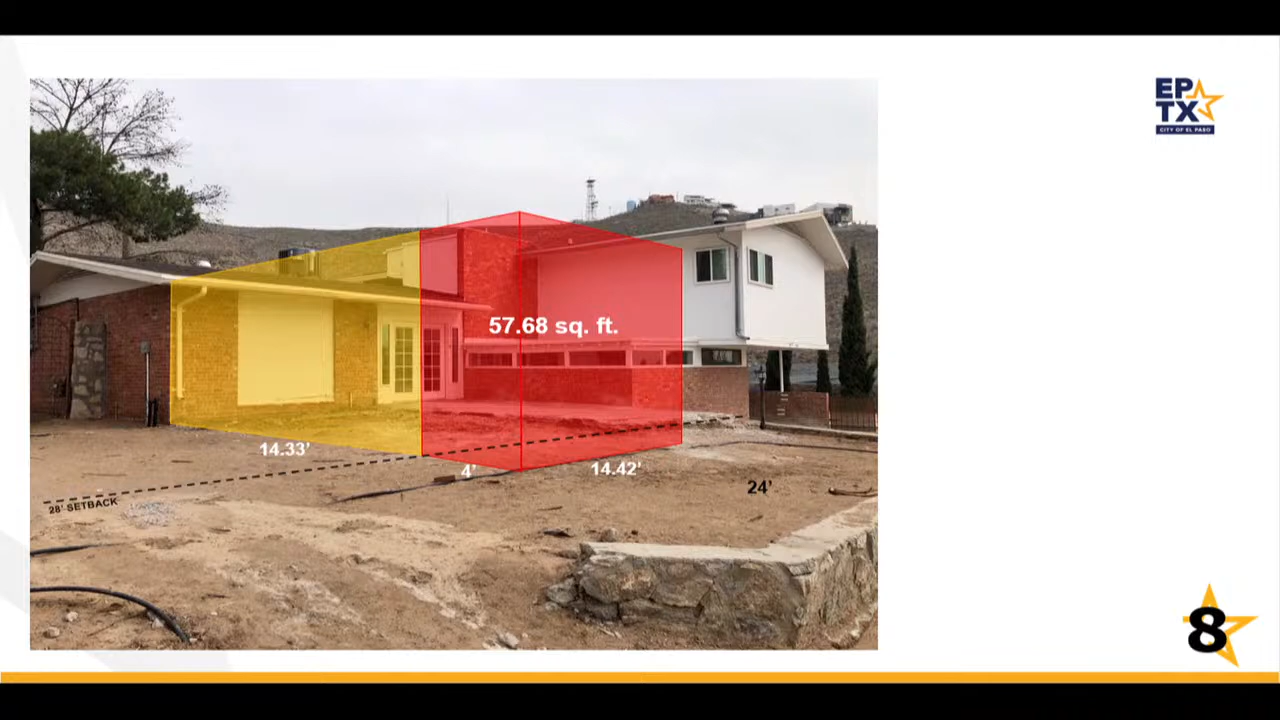 EP
TX
CITY OF EL PASO
57.68 sq. ft.
14.33'
4'
14.42'
24'
28' SETBACK
8